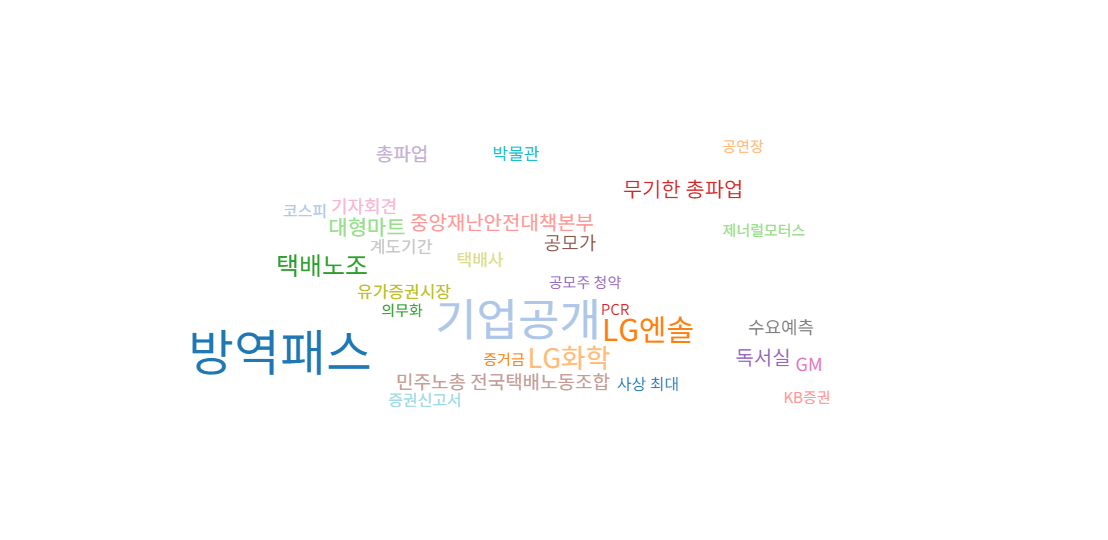 공연장
총파업
박물관
무기한 총파업
기자회견
코스피
중앙재난안전대책본부
대형마트
제너럴모터스
공모가
계도기간
택배사
택배노조
공모주 청약
유가증권시장
의무화
PCR
기업공개
LG엔솔
수요예측
방역패스
LG화학
증거금
독서실
GM
민주노총 전국택배노동조합
사상 최대
KB증권
증권신고서